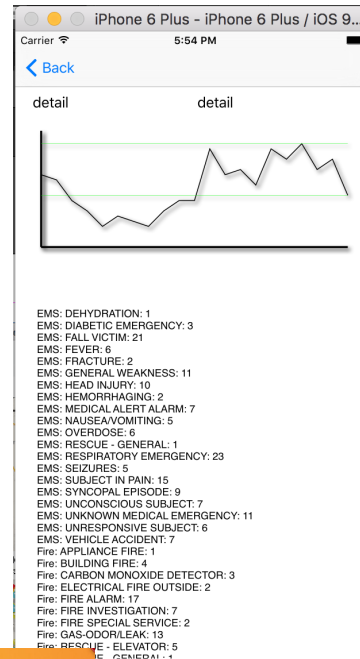 iPhone 6 Plus - iPhone 6 Plus / iOS 9...
Carrier 5:54 PM
Back
detail detail
EMS: DEHYDRATION: 1
EMS: DIABETIC EMERGENCY: 3
EMS: FALL VICTIM: 21
EMS: FEVER: 6
EMS: FRACTURE: 2
EMS: GENERAL WEAKNESS: 11
EMS: HEAD INJURY: 10
EMS: HEMORRHAGING: 2
EMS: MEDICAL ALERT ALARM: 7
EMS: NAUSEA/VOMITING: 5
EMS: OVERDOSE: 6
EMS: RESCUE - GENERAL: 1
EMS: RESPIRATORY EMERGENCY: 23
EMS: SEIZURES: 5
EMS: SUBJECT IN PAIN: 15
EMS: SYNCOPAL EPISODE: 9
EMS: UNCONSCIOUS SUBJECT: 7
EMS: UNKNOWN MEDICAL EMERGENCY: 11
EMS: UNRESPONSIVE SUBJECT: 6
EMS: VEHICLE ACCIDENT: 7
Fire: APPLIANCE FIRE: 1
Fire: BUILDING FIRE: 4
Fire: CARBON MONOXIDE DETECTOR: 3
Fire: ELECTRICAL FIRE OUTSIDE: 2
Fire: FIRE ALARM: 17
Fire: FIRE INVESTIGATION: 7
Fire: FIRE SPECIAL SERVICE: 2
Fire: GAS-ODOR/LEAK: 13
Fire: RESCUE - ELEVATOR: 5
GENERAL: 1